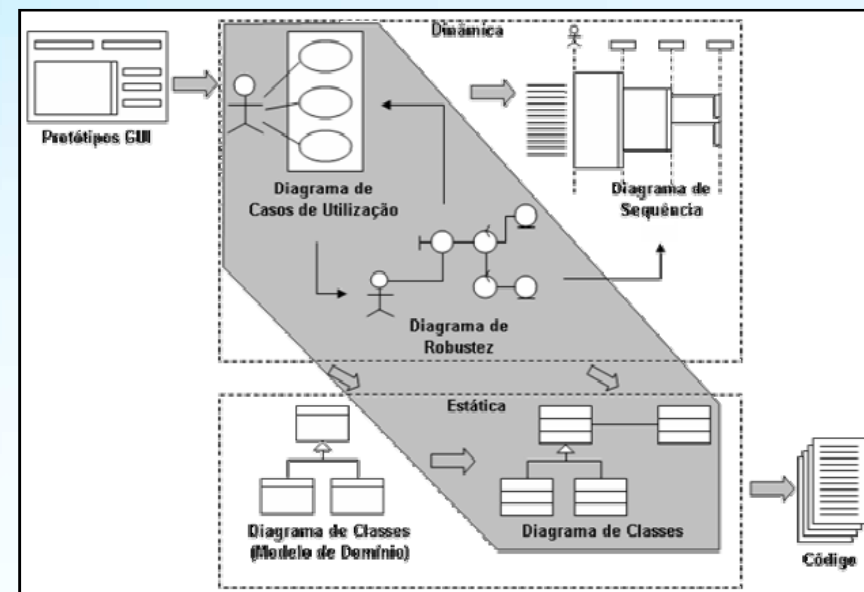 Dinâmica
Protótipos GUI
Diagrama de
Casos de Utilização
Diagrama de
Sequência
Diagrama de
Robustez
Estática
Diagrama de Classes
(Modelo de Domínio)
Diagrama de Classes
Código